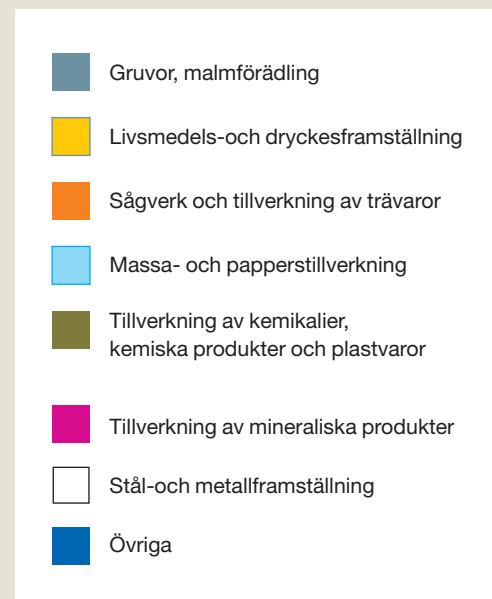 Gruvor, malmförädling
Livsmedels-och dryckesframställning
Sågverk och tillverkning av trävaror
Massa- och papperstillverkning
Tillverkning av kemikalier,
kemiska produkter och plastvaror
Tillverkning av mineraliska produkter
Stål-och metallframställning
Övriga